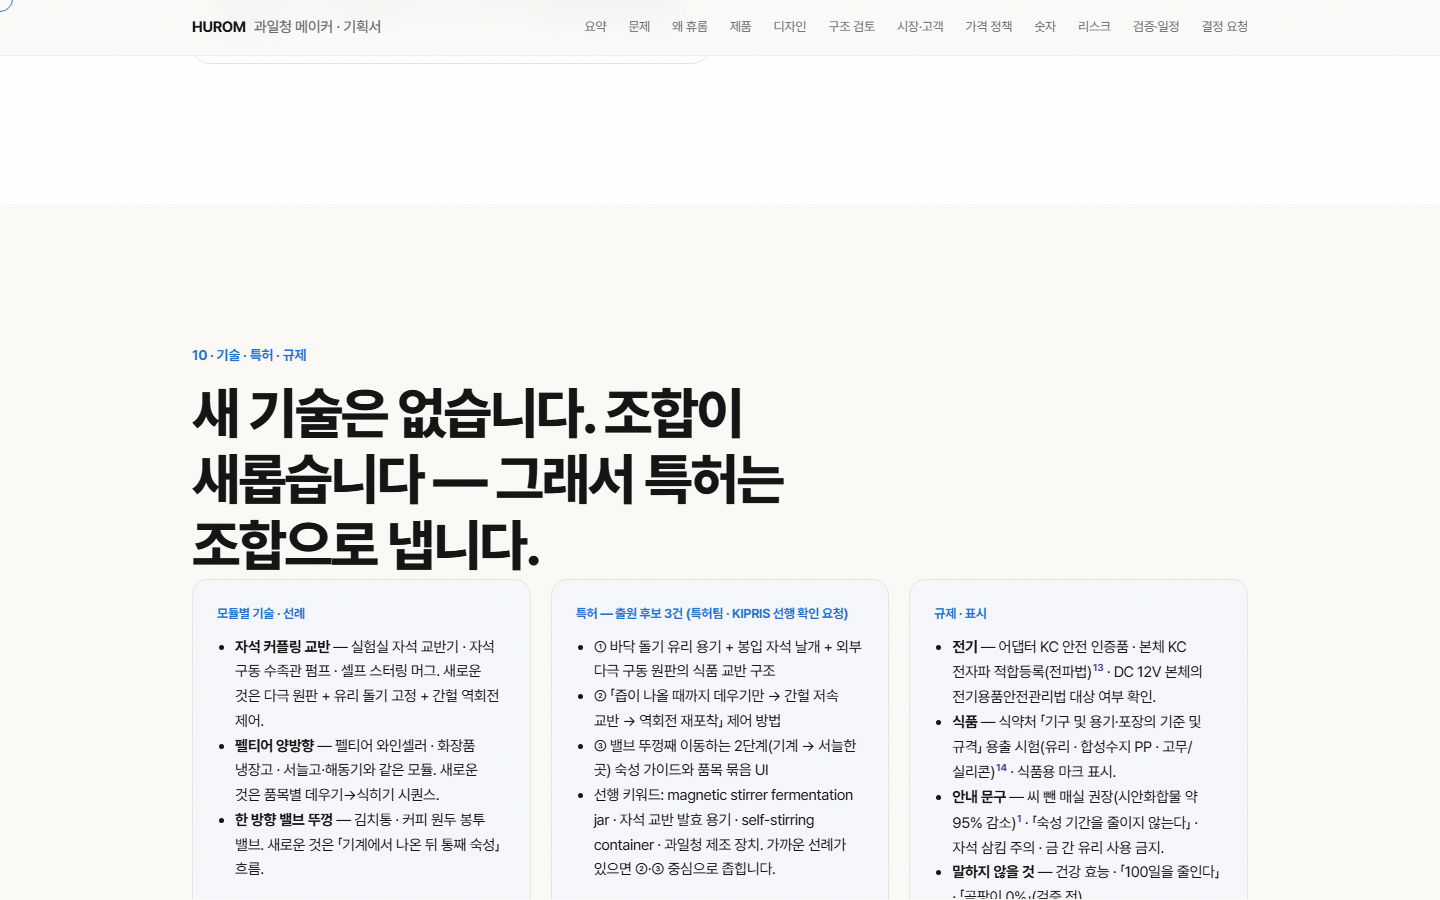 HUROM 과일청 메이커 · 기획서
요약 문제 왜 휴롬 제품 디자인 구조 검토 시장·고객 가격 정책 숫자 리스크 검증·일정 결정 요청
10 · 기술 · 특허 · 규제
새 기술은 없습니다. 조합이
새롭습니다 — 그래서 특허는
조합으로 냅니다.
모듈별 기술 · 선례
• 자석 커플링 교반 — 실험실 자석 교반기 · 자석
구동 수족관 펌프 · 셀프 스터링 머그. 새로운
것은 다극 원판 + 유리 돌기 고정 + 간헐 역회전
제어.
• 펠티어 양방향 — 펠티어 와인셀러 · 화장품
냉장고 · 서늘고·해동기와 같은 모듈. 새로운
것은 품목별 데우기→식히기 시퀀스.
• 한 방향 밸브 뚜껑 — 김치통 · 커피 원두 봉투
밸브. 새로운 것은 「기계에서 나온 뒤 통째 숙성」
흐름.
특허 — 출원 후보 3건 (특허팀 · KIPRIS 선행 확인 요청)
• ① 바닥 돌기 유리 용기 + 봉입 자석 날개 + 외부
다극 구동 원판의 식품 교반 구조
• ② 「즙이 나올 때까지 데우기만 → 간헐 저속
교반 → 역회전 재포착」 제어 방법
• ③ 밸브 뚜껑째 이동하는 2단계(기계 → 서늘한
곳) 숙성 가이드와 품목 묶음 UI
• 선행 키워드: magnetic stirrer fermentation
jar · 자석 교반 발효 용기 · self-stirring
container · 과일청 제조 장치. 가까운 선례가
있으면 ②·③ 중심으로 좁힙니다.
규제 · 표시
• 전기 — 어댑터 KC 안전 인증품 · 본체 KC
전자파 적합등록(전파법)13 · DC 12V 본체의
전기용품안전관리법 대상 여부 확인.
• 식품 — 식약처 「기구 및 용기·포장의 기준 및
규격」 용출 시험(유리 · 합성수지 PP · 고무/
실리콘)14 · 식품용 마크 표시.
• 안내 문구 — 씨 뺀 매실 권장(시안화합물 약
95% 감소)1 · 「숙성 기간을 줄이지 않는다」 ·
자석 삼킴 주의 · 금 간 유리 사용 금지.
• 말하지 않을 것 — 건강 효능 · 「100일을 줄인다」
· 「곰팡이 0%」(검증 전).